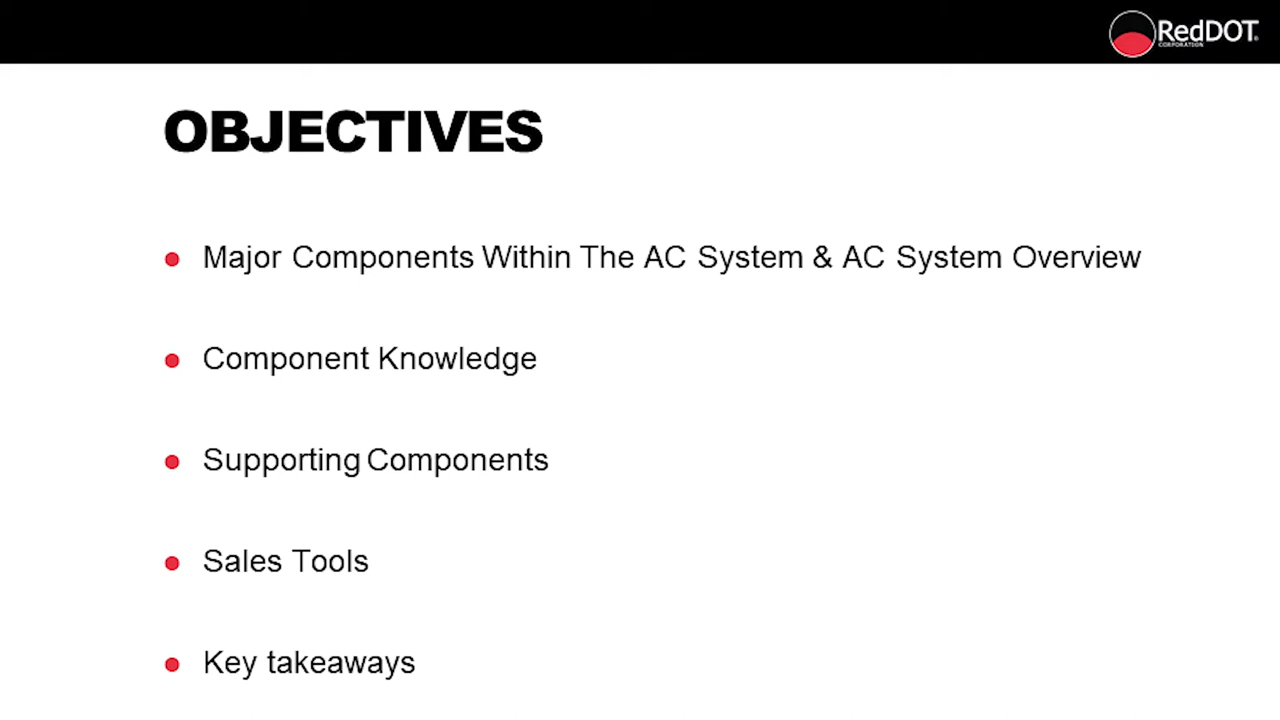 RedDOT
CORPORATION
OBJECTIVES
Major Components Within The AC System & AC System Overview
Component Knowledge
Supporting Components
Sales Tools
Key takeaways